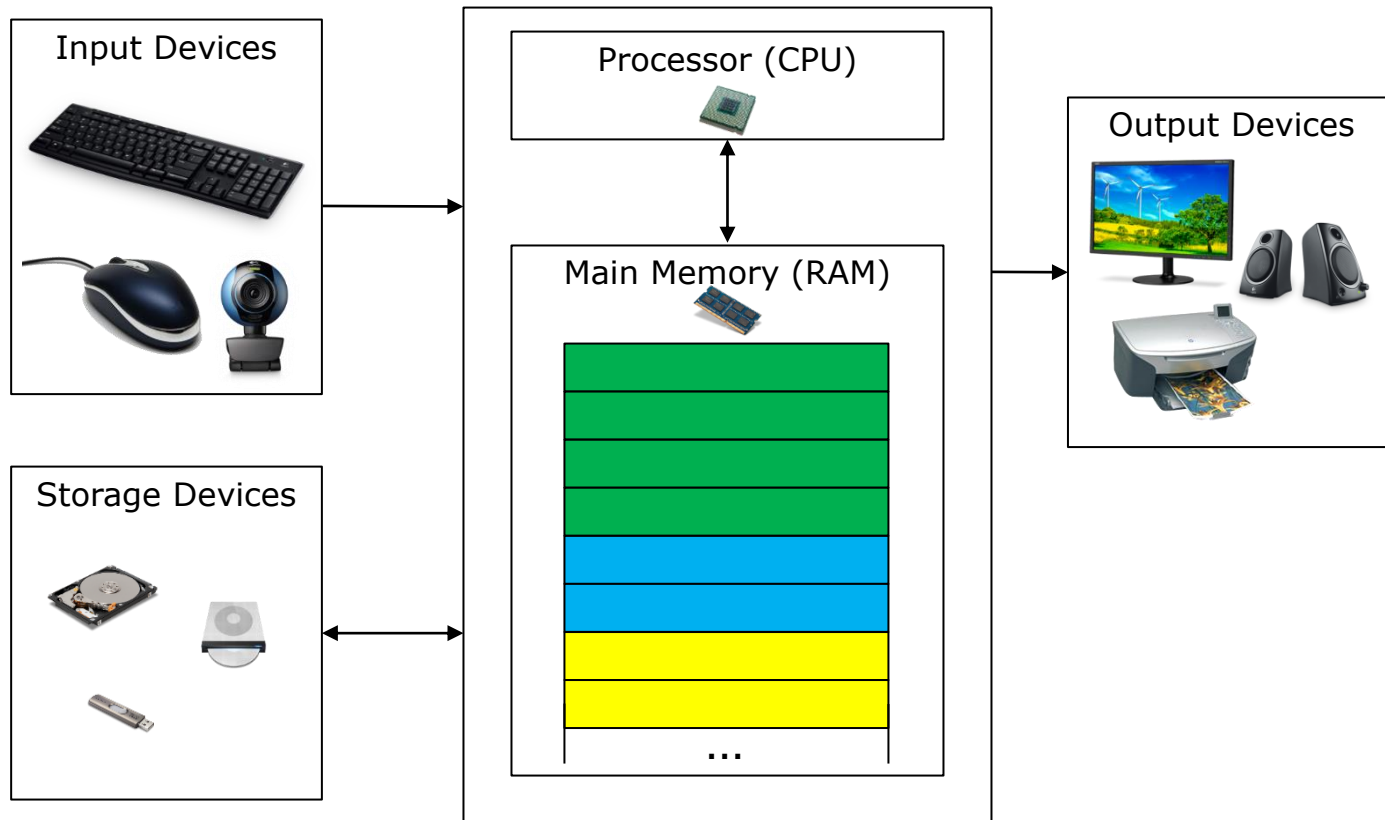 Input Devices
Processor (CPU)
Output Devices
Main Memory (RAM)
Storage Devices
...